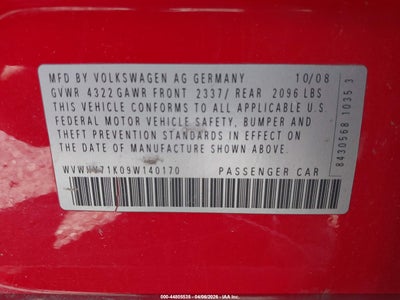 MFD BY VOLKSWAGEN AG GERMANY 10/08
GVWR 4322 GAWR FRONT 2337/ REAR 2096 LBS
THIS VEHICLE CONFORMS TO ALL APPLICABLE U.S
FEDERAL MOTOR VEHICLE SAFETY, BUMPER AND
THEFT PREVENTION STANDARDS IN EFFECT ON
THE DATE OF MANUFACTURE SHOWN ABOVE.
71K09W140170 PASSENGER CAR
8430568 1035 3
000-44805535 - 04/06/2026 - IAA Inc.